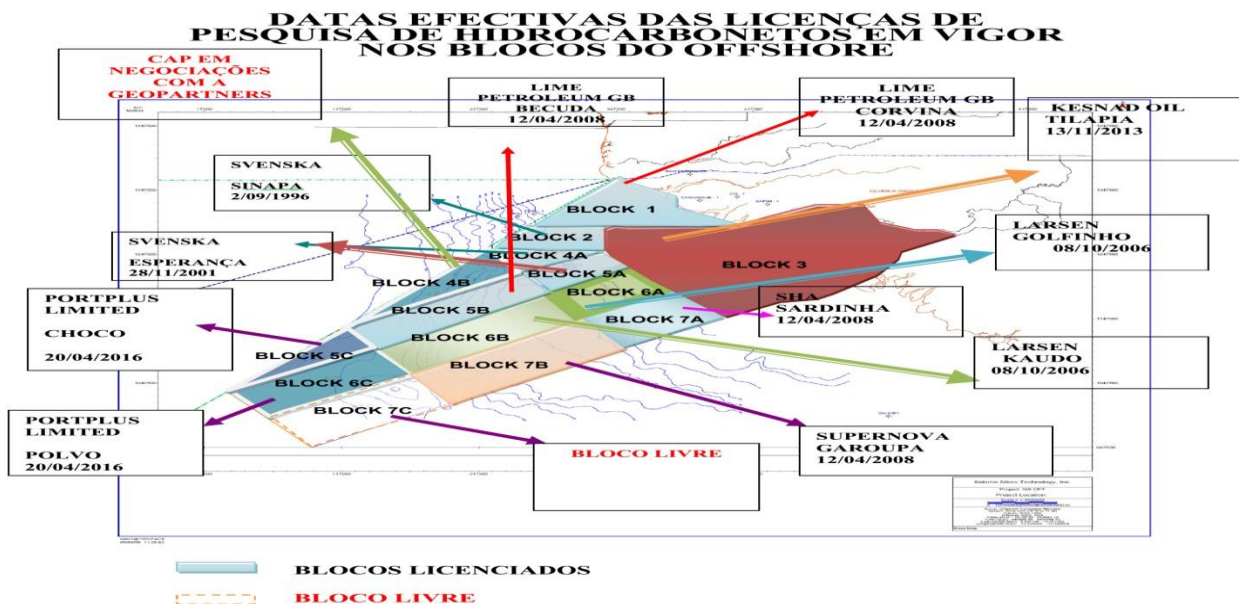 DATAS EFECTIVAS DAS LICENÇAS DE
PESQUISA DE HIDROCARBONETOS EM VIGOR
NOS BLOCOS DO OFFSHORE
CAP EM
NEGOCIAÇÕES
COM A
GEOPARTNERS
LIME
PETROLEUM GB
BECUDA
12/04/2008
LIME
PETROLEUM GB
CORVINA
12/04/2008
KESNAD OIL
TILAPIA
13/11/2013
SVENSKA
SINAPA
2/09/1996
SVENSKA
ESPERANÇA
28/11/2001
LARSEN
GOLFINHO
08/10/2006
PORTPLUS
LIMITED
CHOCO
20/04/2016
SHA
SARDINHA
12/04/2008
LARSEN
KAUDO
08/10/2006
PORTPLUS
LIMITED
POLVO
20/04/2016
BLOCK 1
BLOCK 2
BLOCK 4A
BLOCK 3
BLOCK 5A
BLOCK 4B
BLOCK 6A
BLOCK 5B
BLOCK 7A
BLOCK 6B
BLOCK 5C
BLOCK 7B
BLOCK 6C
BLOCK 7C
BLOCO LIVRE
SUPERNOVA
GAROUPA
12/04/2008
Seismic Micro Technology, Inc.
BLOCOS LICENCIADOS
BLOCO LIVRE